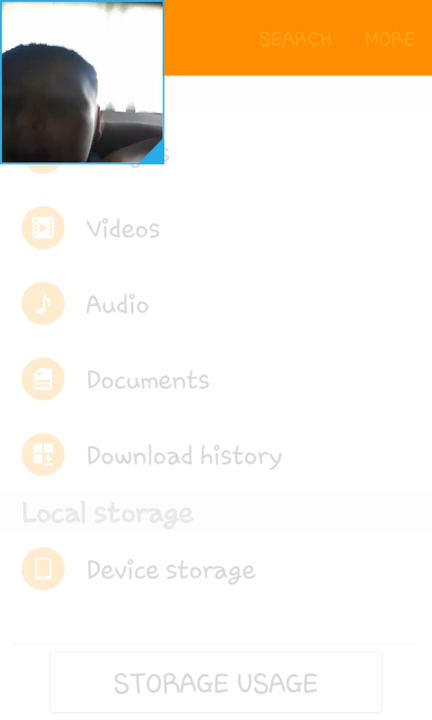 SEARCH MORE
Videos
Audio
Documents
Download history
Local storage
Device storage
STORAGE USAGE